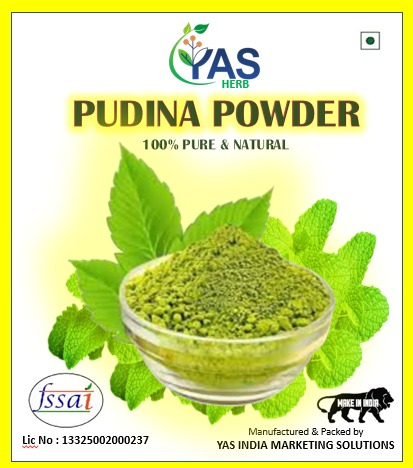 YAS
HERB
PUDINA POWDER
100% PURE & NATURAL
fssai
MAKE IN INDIA
Lic No : 13325002000237
Manufactured & Packed by
YAS INDIA MARKETING SOLUTIONS